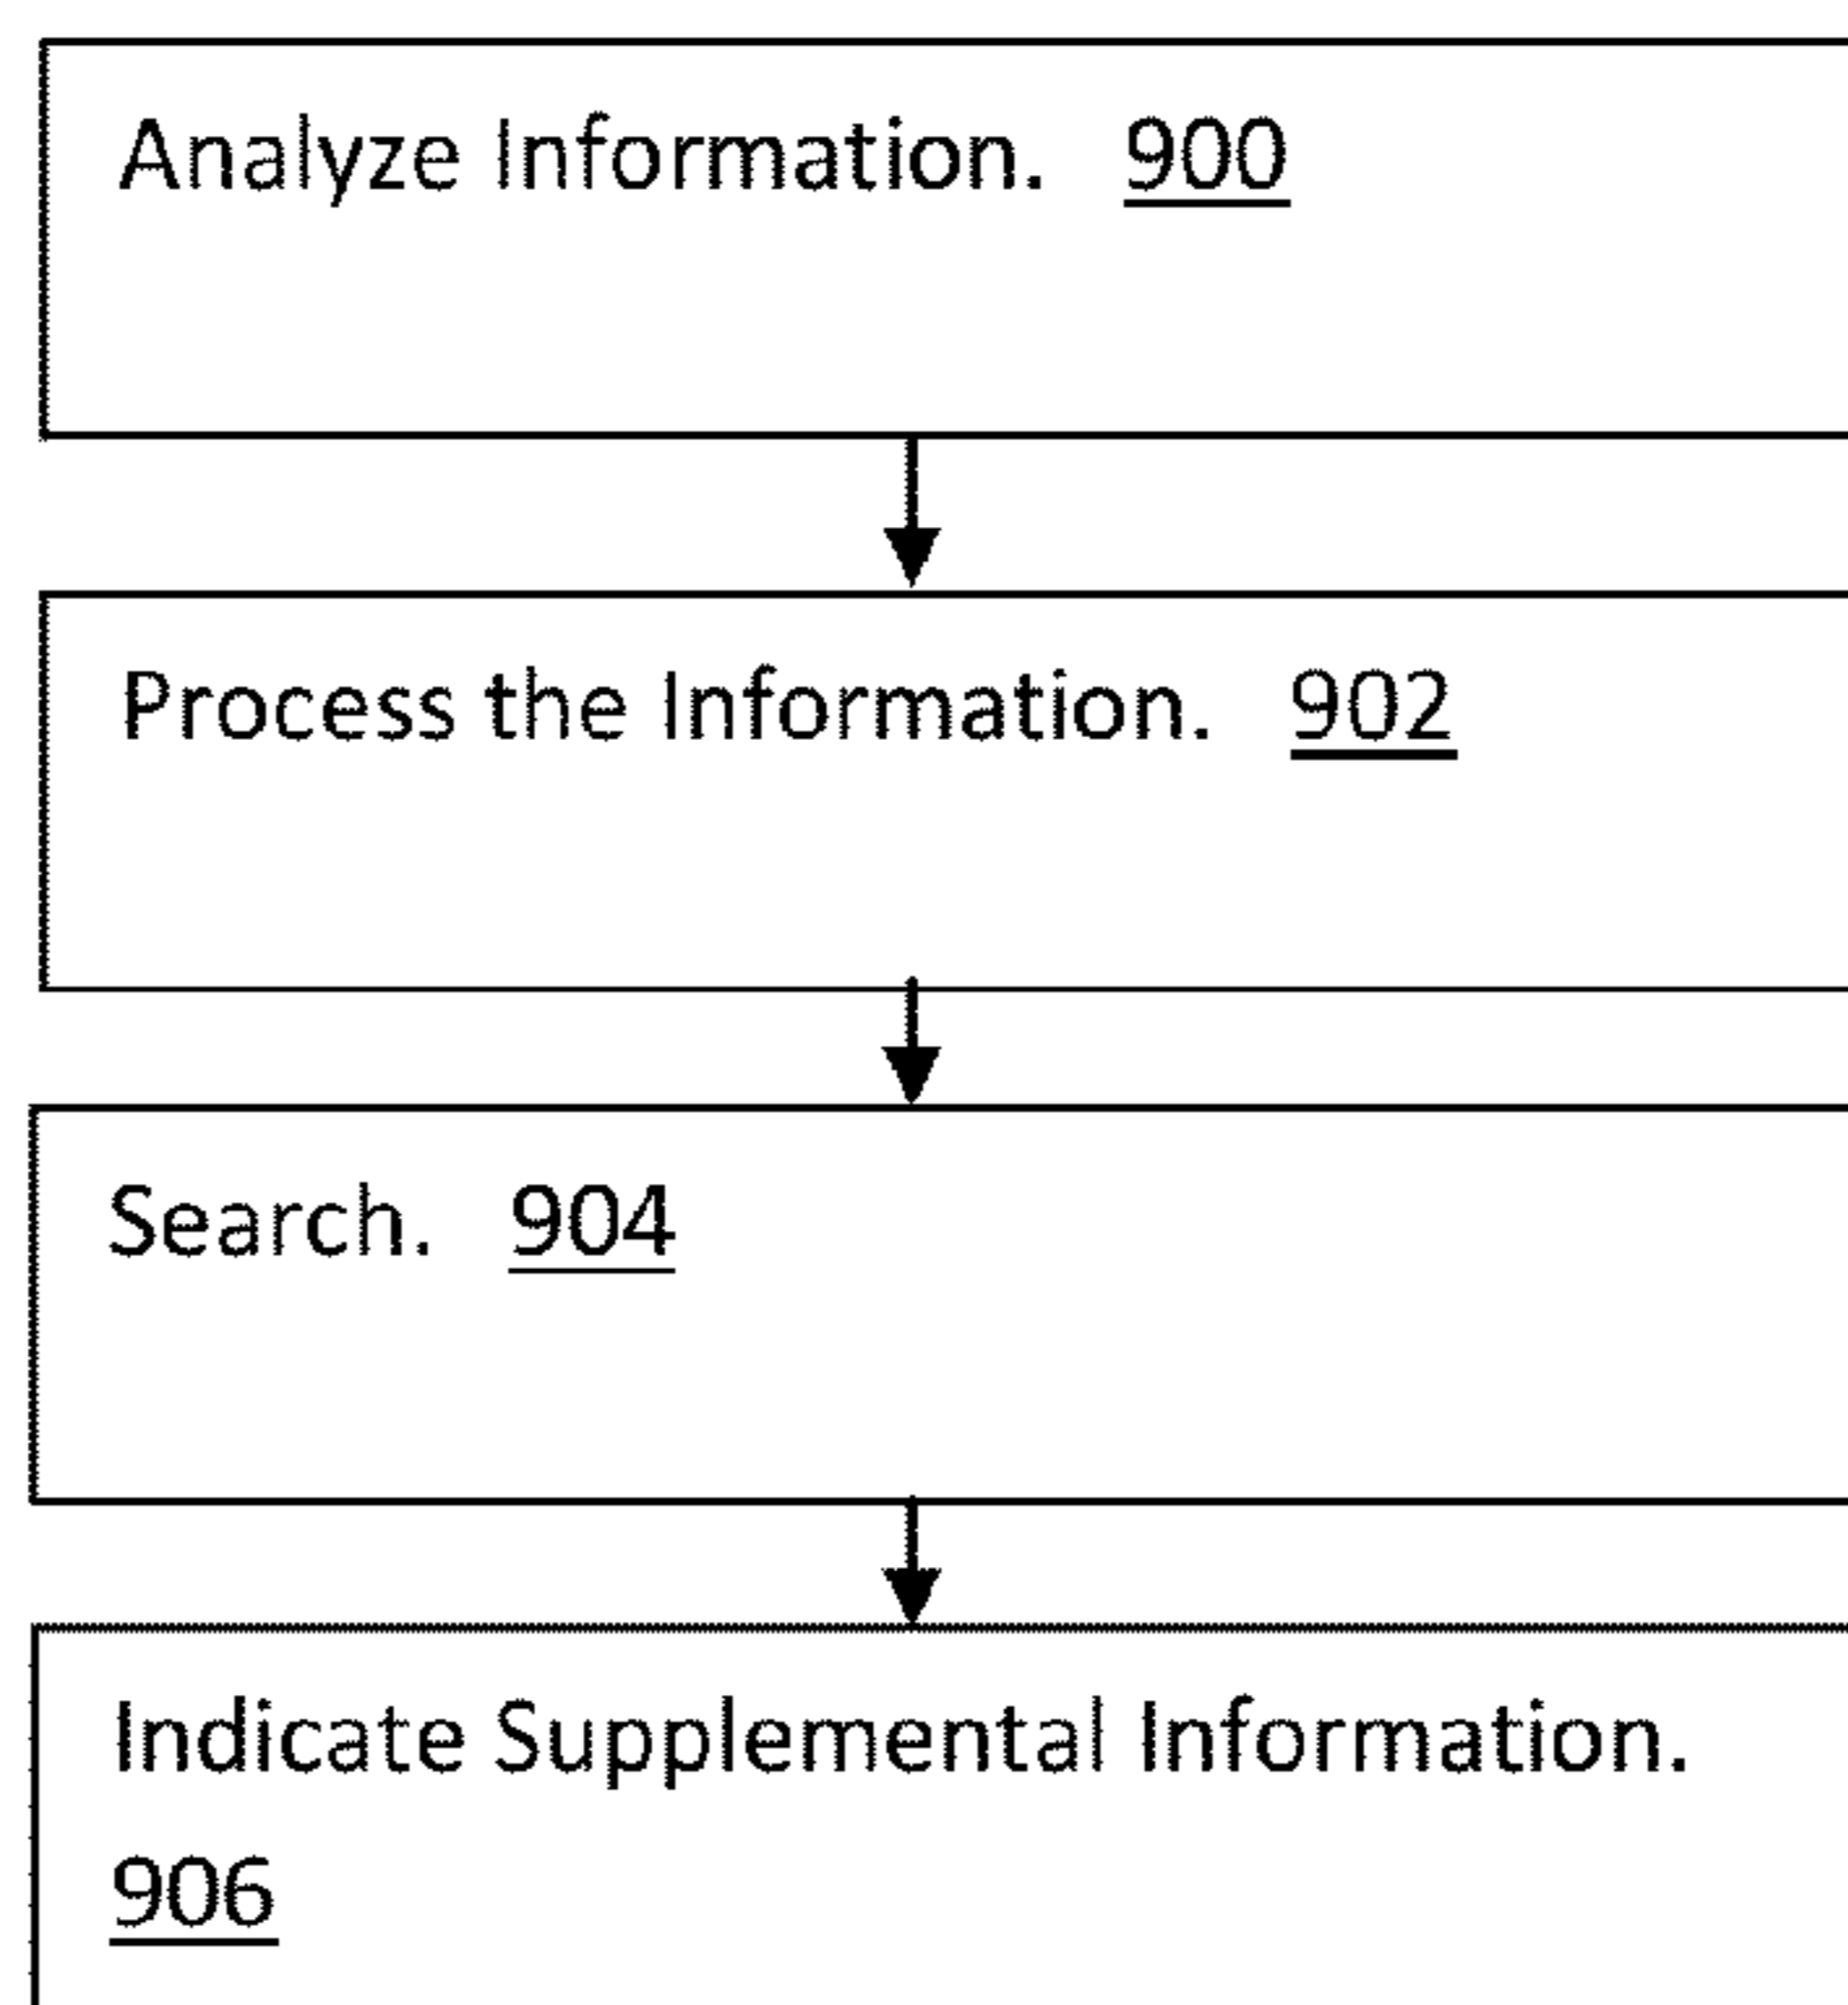 Analyze Information. 900
Process the Information. 902
Search. 904
Indicate Supplemental Information.
906